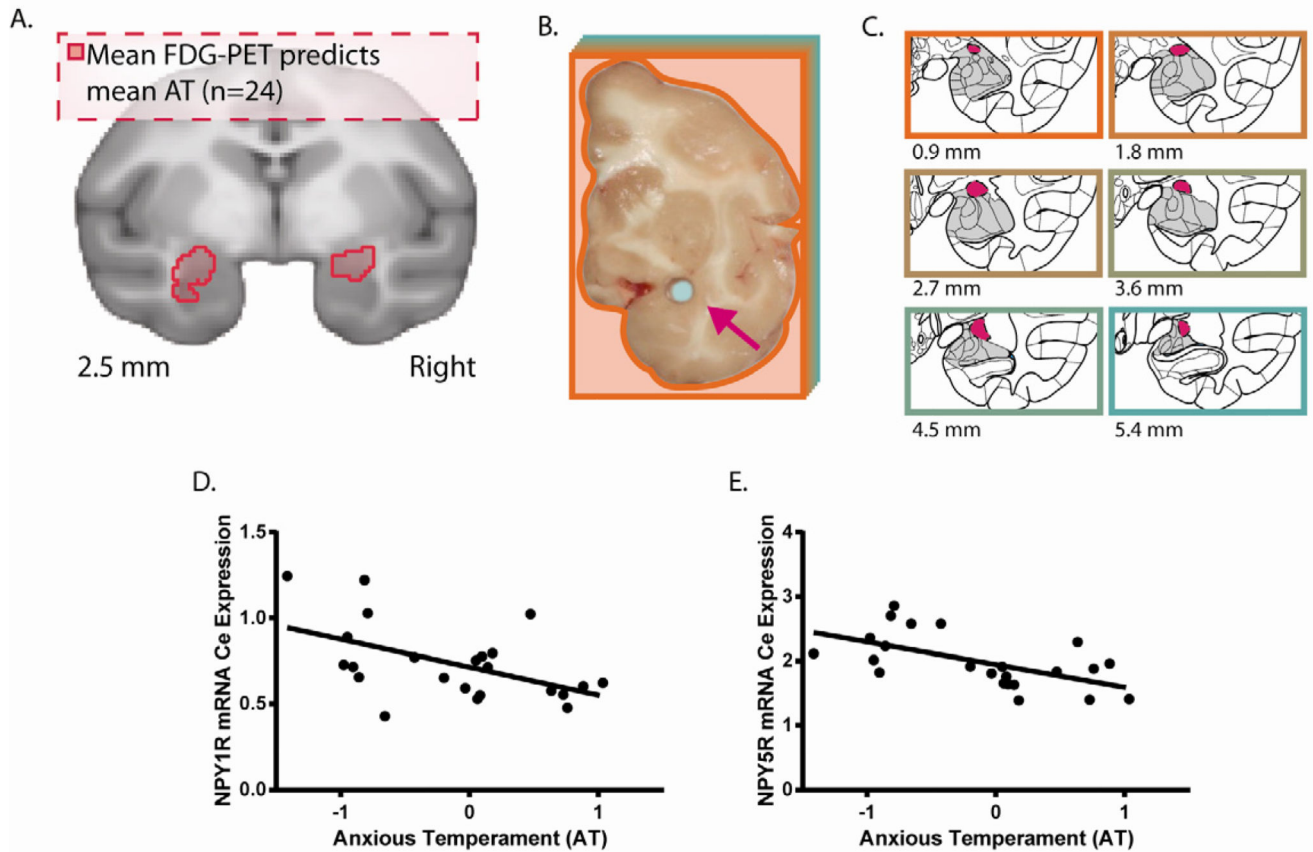 A.
Mean FDG-PET predicts
mean AT (n=24)
2.5 mm
Right
B.
C.
0.9 mm
1.8 mm
2.7 mm
3.6 mm
4.5 mm
5.4 mm
D.
NPY1R mRNA Ce Expression
1.5
1.0
0.5
0.0
-1
0
1
Anxious Temperament (AT)
E.
NPY5R mRNA Ce Expression
4
3
2
1
0
-1
0
1
Anxious Temperament (AT)